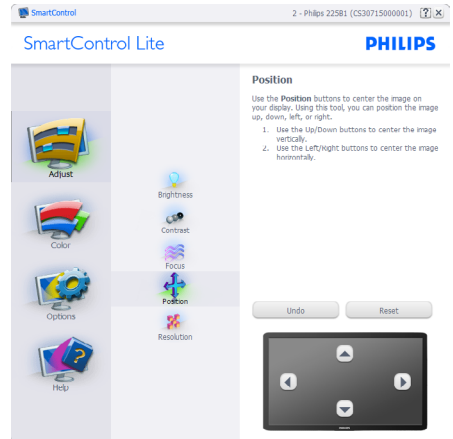 SmartControl
2 - Philips 225B1 (CS30715000001) ? ×
SmartControl Lite
PHILIPS
Adjust
Color
Options
Help
Brightness
Contrast
Focus
Position
Resolution
Position
Use the Position buttons to center the image on
your display. Using this tool, you can position the image
up, down, left, or right.
1. Use the Up/Down buttons to center the image
vertically.
2. Use the Left/Right buttons to center the image
horizontally.
Undo
Reset